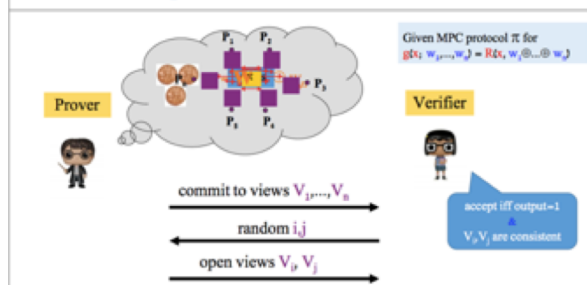 Given MPC protocol π for
g(x; w₁,...,wₙ) = R(x, w₁⊕...⊕ wₙ)
P₁ P₂
π
P₃
P₅ P₄
Prover
Verifier
commit to views V₁,...,Vₙ
random i,j
open views Vᵢ, Vⱼ
accept iff output=1
&
Vᵢ,Vⱼ are consistent